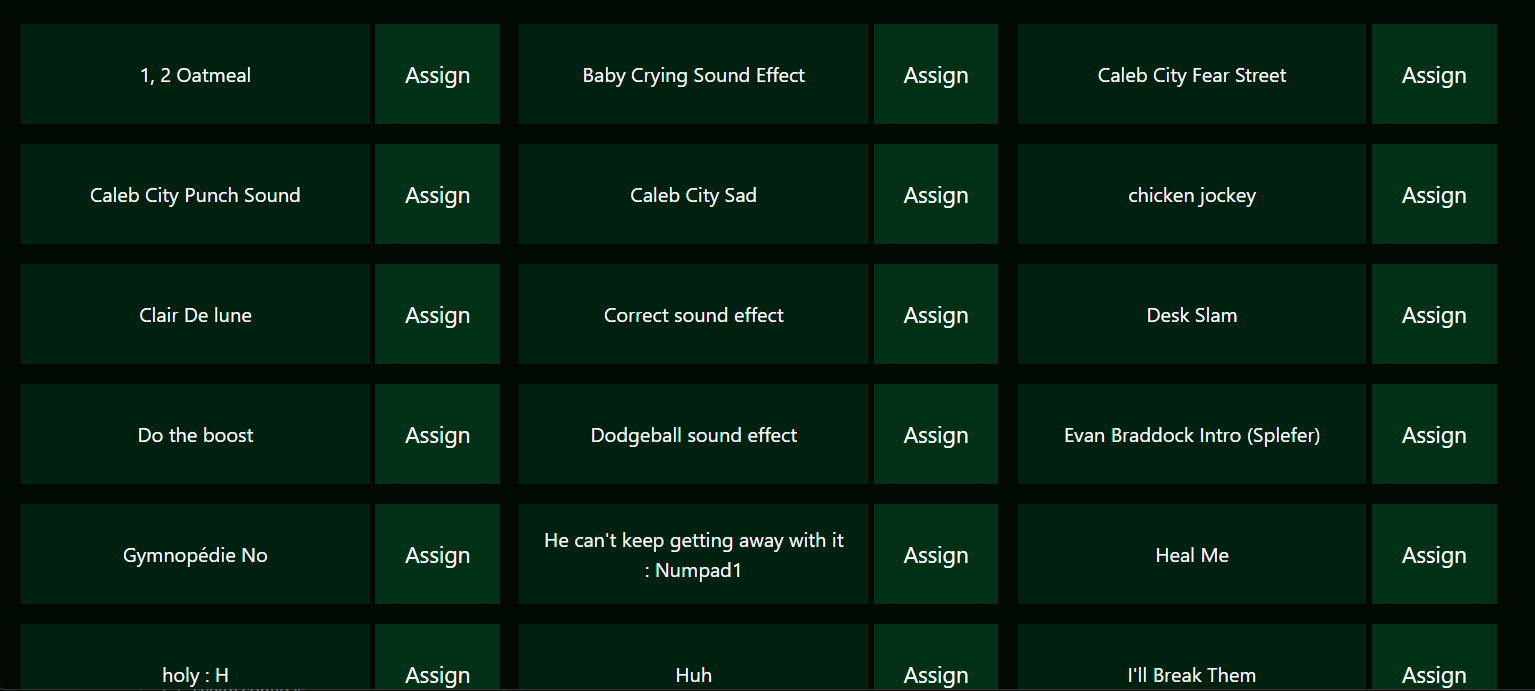 1, 2 Oatmeal
Assign
Baby Crying Sound Effect
Assign
Caleb City Fear Street
Assign
Caleb City Punch Sound
Assign
Caleb City Sad
Assign
chicken jockey
Assign
Clair De lune
Assign
Correct sound effect
Assign
Desk Slam
Assign
Do the boost
Assign
Dodgeball sound effect
Assign
Evan Braddock Intro (Splefer)
Assign
Gymnopédie No
Assign
He can't keep getting away with it
: Numpad1
Assign
Heal Me
Assign
holy : H
Assign
Huh
Assign
I'll Break Them
Assign